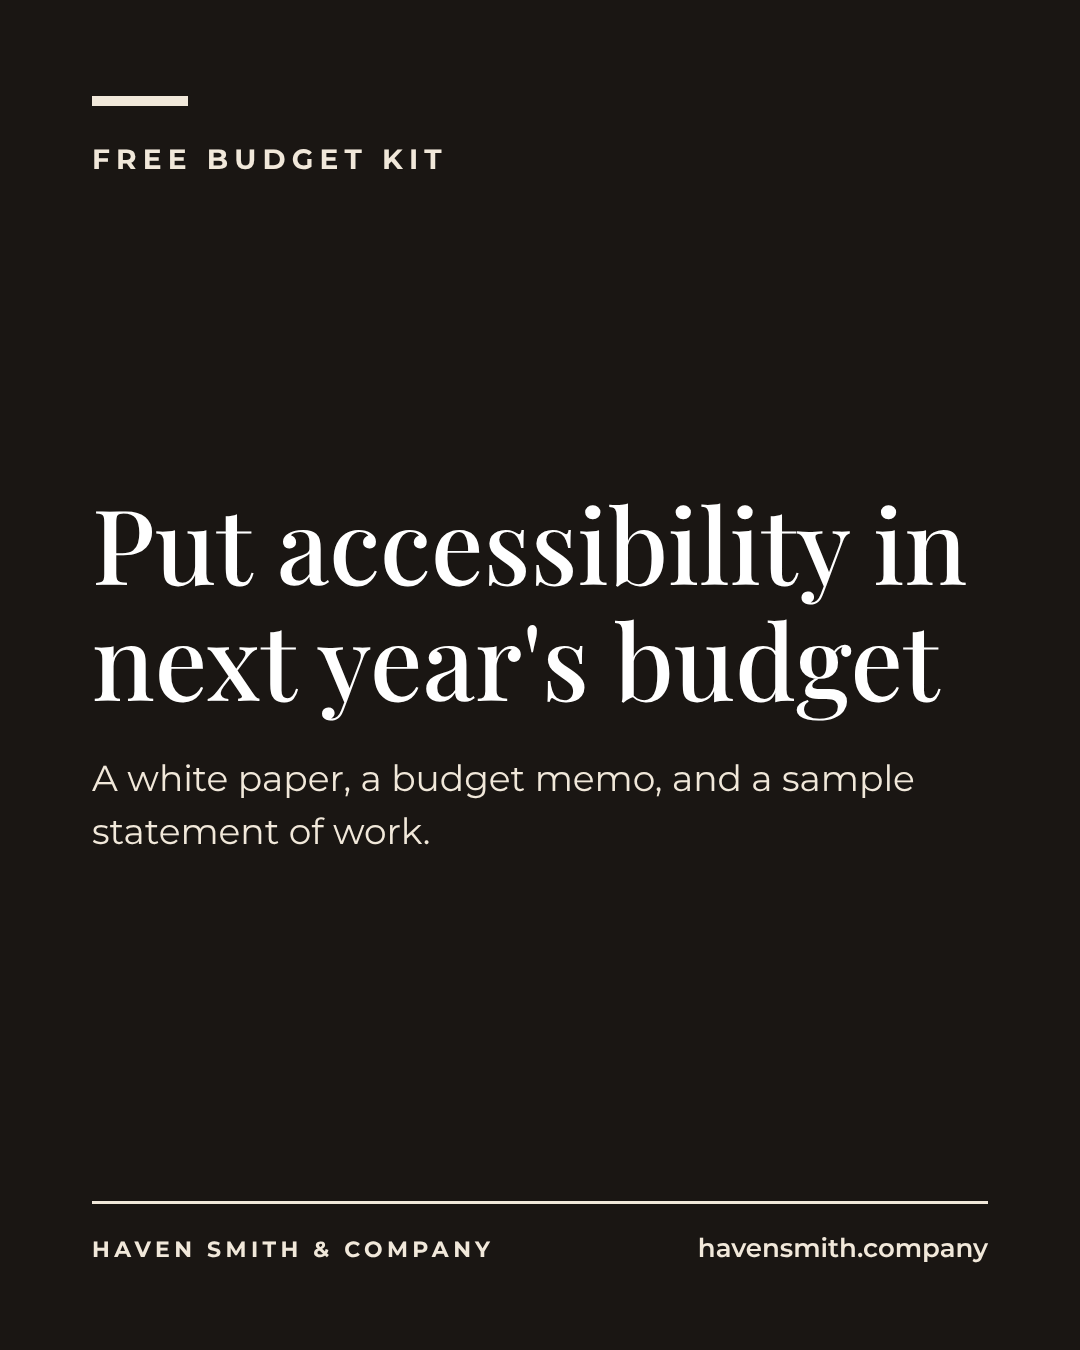 FREE BUDGET KIT
Put accessibility in
next year's budget
A white paper, a budget memo, and a sample
statement of work.
HAVEN SMITH & COMPANY
havensmith.company